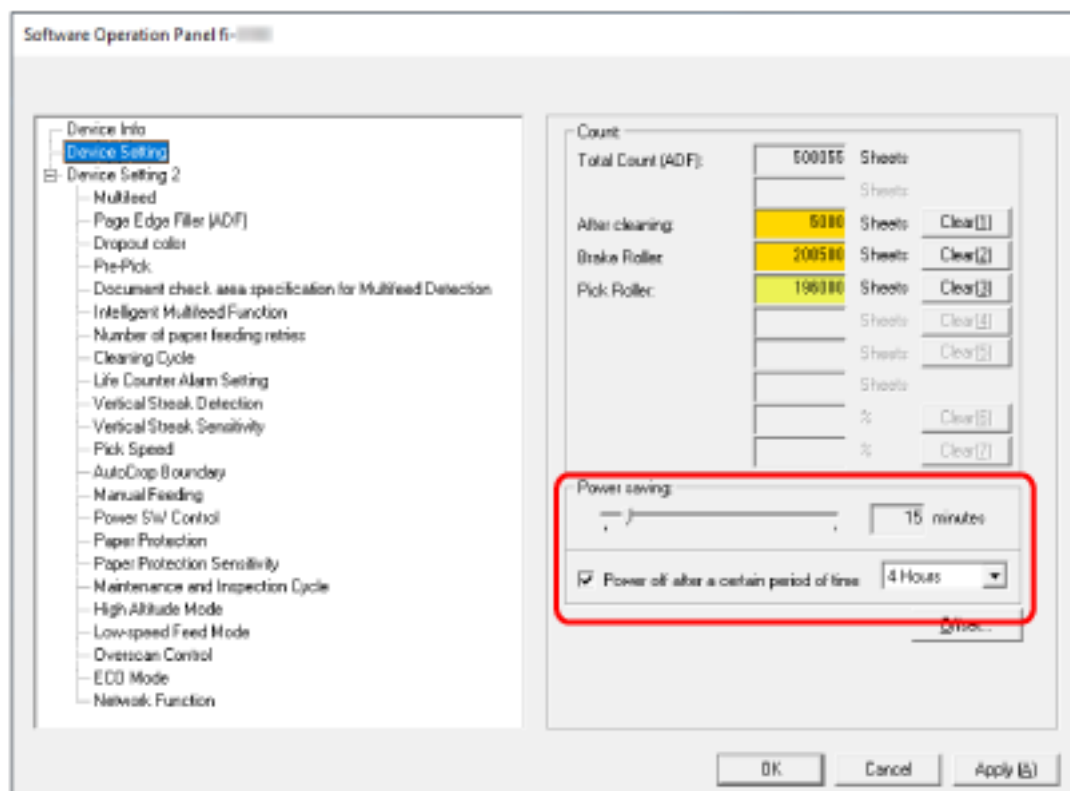 Software Operation Panel fi-
Device Info
Device Setting
Device Setting 2
Multifeed
Page Edge Filler (ADF)
Dropout color
Pre-Pick
Document check area specification for Multifeed Detection
Intelligent Multifeed Function
Number of paper feeding retries
Cleaning Cycle
Life Counter Alarm Setting
Vertical Streak Detection
Vertical Streak Sensitivity
Pick Speed
AutoCrop Boundary
Manual Feeding
Power SW Control
Paper Protection
Paper Protection Sensitivity
Maintenance and Inspection Cycle
High Altitude Mode
Low-speed Feed Mode
Overscan Control
ECO Mode
Network Function
Count
Total Count (ADF): 500055 Sheets
Sheets
After cleaning: 5000 Sheets Clear(1)
Brake Roller: 200500 Sheets Clear(2)
Pick Roller: 196000 Sheets Clear(3)
Sheets Clear(4)
Sheets Clear(5)
Sheets
% Clear(6)
% Clear(7)
Power saving:
15 minutes
Power off after a certain period of time 4 Hours
Offset...
OK Cancel Apply (A)